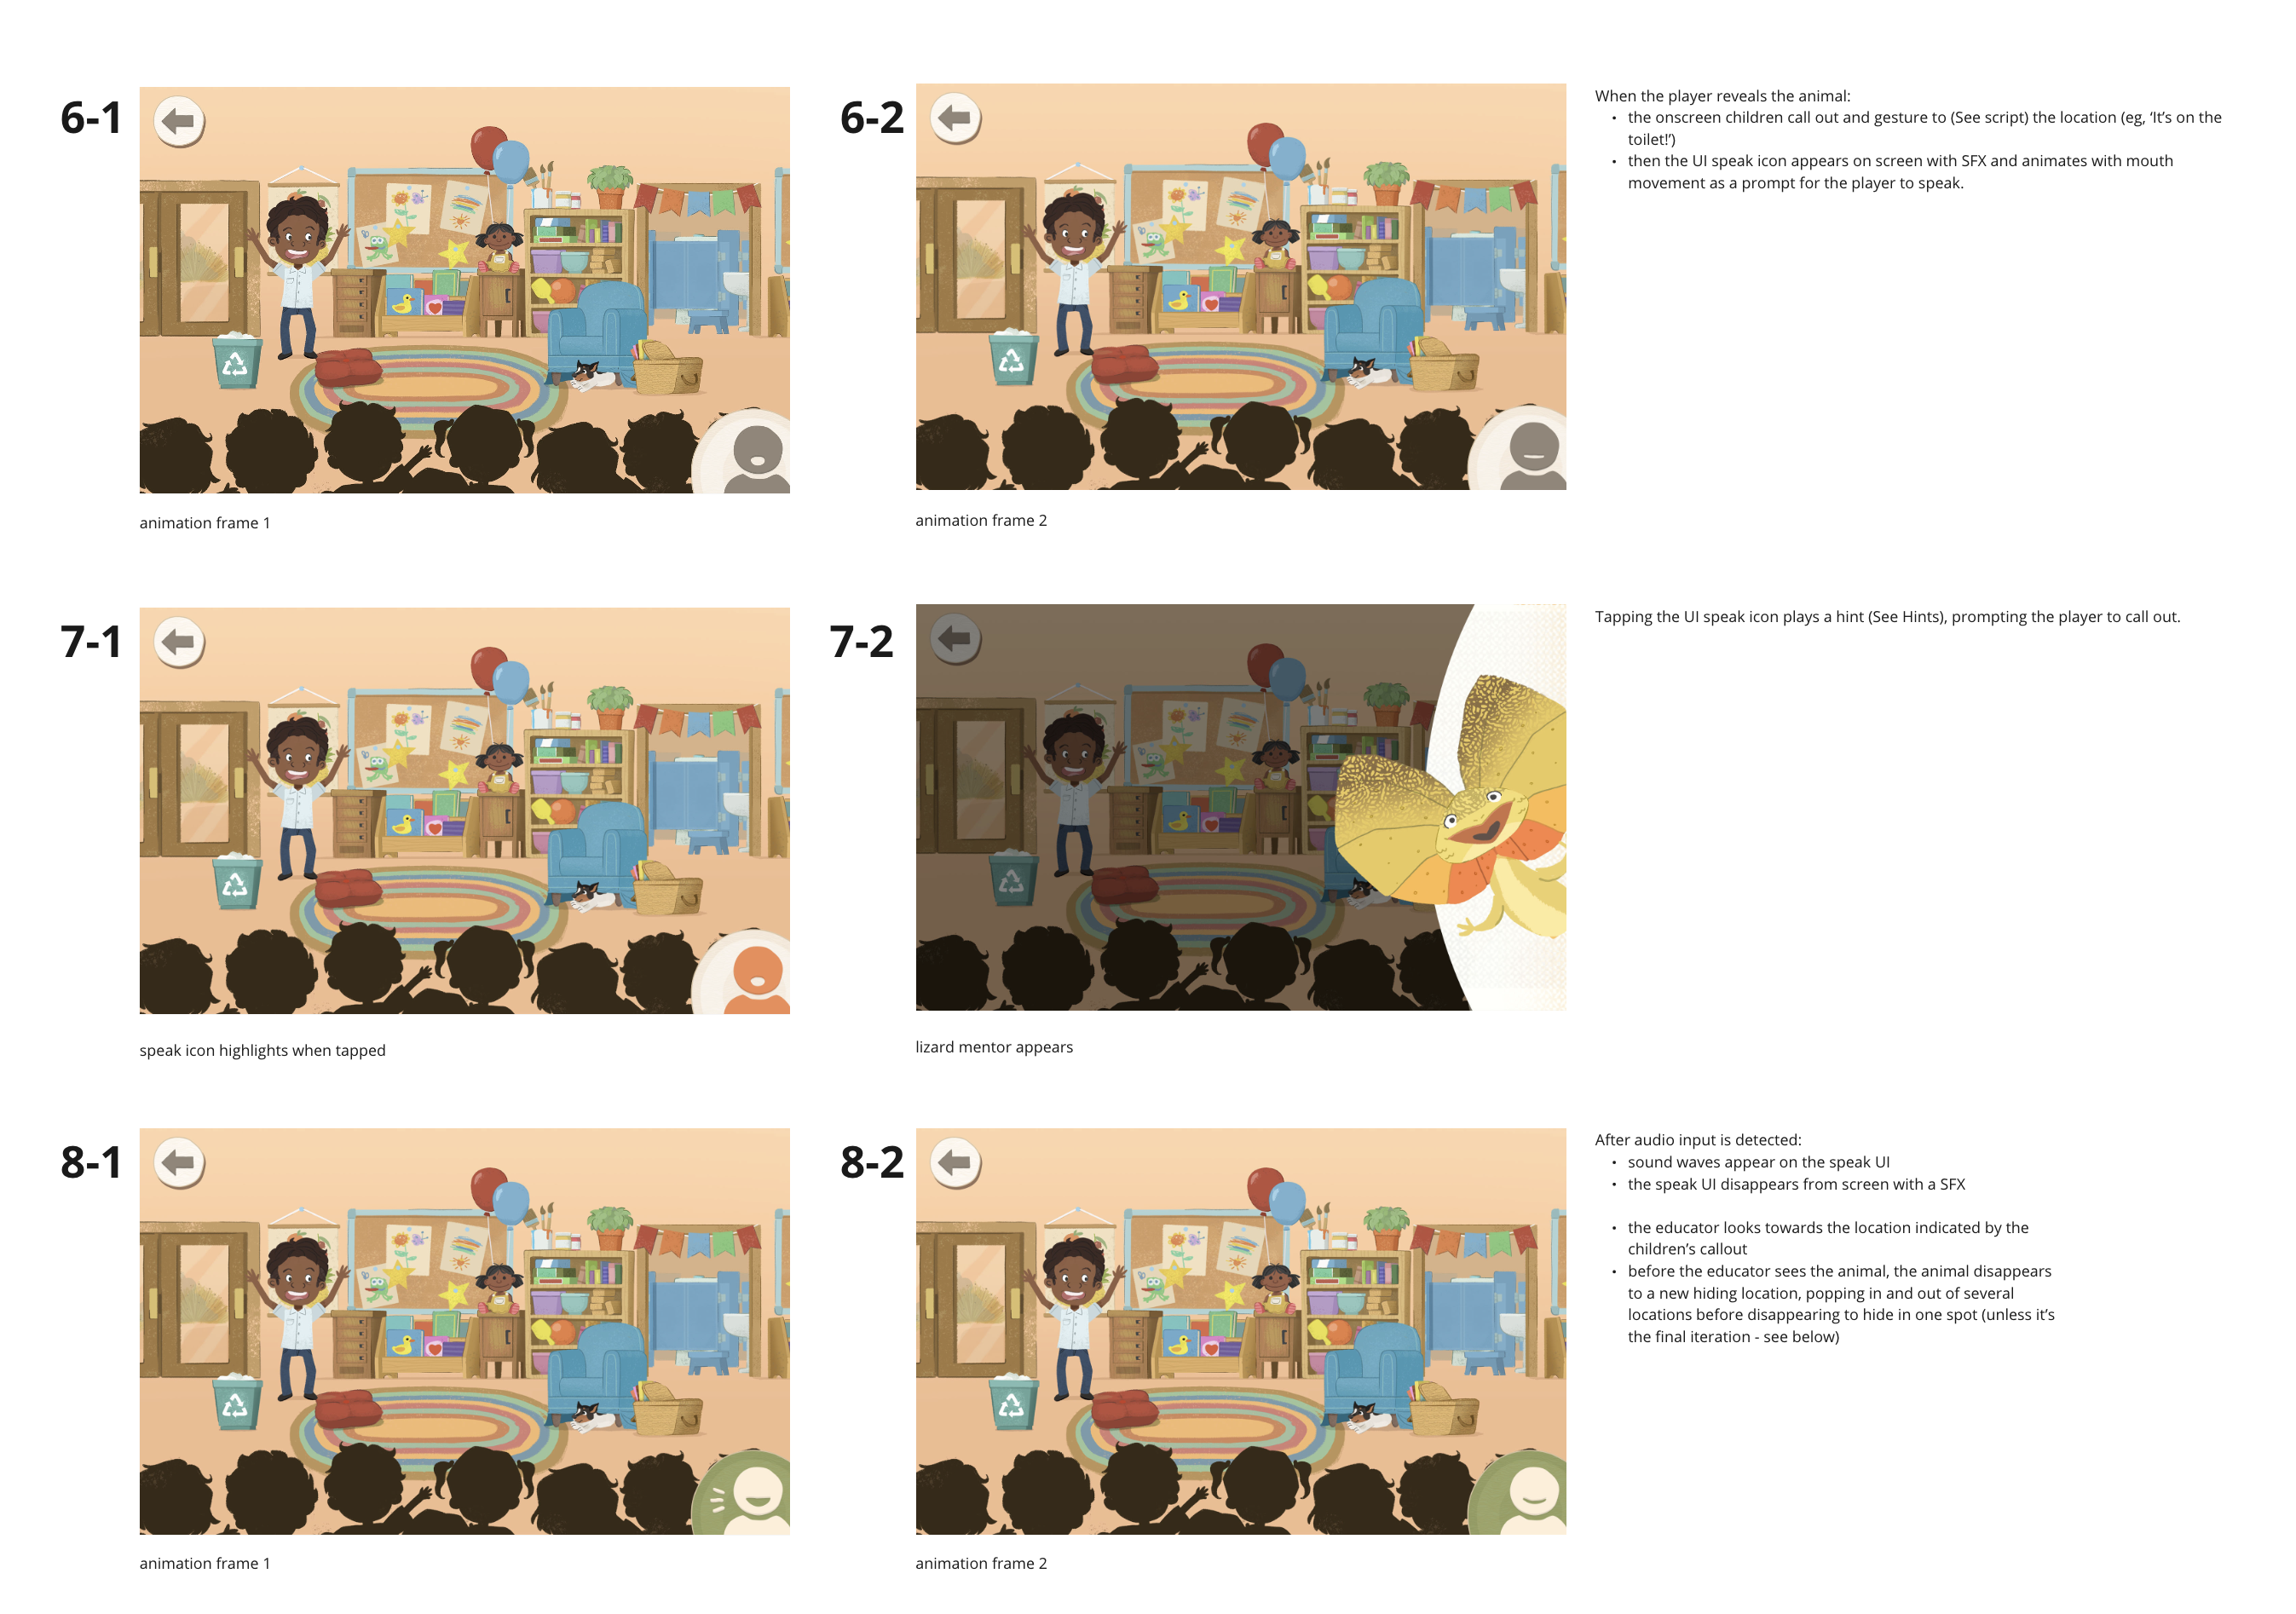 6-1
6-2
When the player reveals the animal:
• the onscreen children call out and gesture to (See script) the location (eg, ‘It’s on the
toilet!’)
• then the UI speak icon appears on screen with SFX and animates with mouth
movement as a prompt for the player to speak.
animation frame 1
animation frame 2
7-1
7-2
Tapping the UI speak icon plays a hint (See Hints), prompting the player to call out.
speak icon highlights when tapped
lizard mentor appears
8-1
8-2
After audio input is detected:
• sound waves appear on the speak UI
• the speak UI disappears from screen with a SFX
• the educator looks towards the location indicated by the
children’s callout
• before the educator sees the animal, the animal disappears
to a new hiding location, popping in and out of several
locations before disappearing to hide in one spot (unless it’s
the final iteration - see below)
animation frame 1
animation frame 2